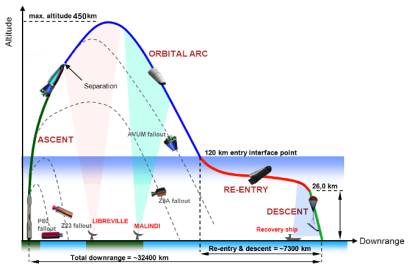 Altitude
max. altitude 450 km
ORBITAL ARC
Separation
ASCENT
AVUM fallout
120 km entry interface point
RE-ENTRY
Z9A fallout
26,0 km
DESCENT
P80
fallout
Z23 fallout
LIBREVILLE
MALINDI
Recovery ship
Downrange
Re-entry & descent = ~7300 km
Total downrange = ~32400 km